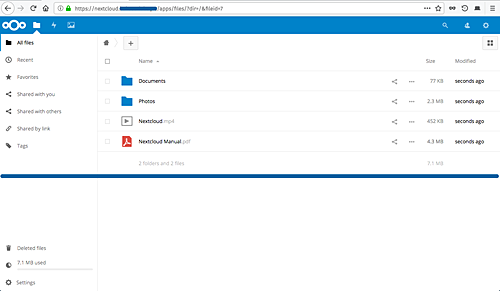 https://nextcloud. /apps/files/?dir=/&fileid=7
All files
Recent
Favorites
Shared with you
Shared with others
Shared by link
Tags
Name Size Modified
Documents 77 KB seconds ago
Photos 2.3 MB seconds ago
Nextcloud.mp4 452 KB seconds ago
Nextcloud Manual.pdf 4.3 MB seconds ago
2 folders and 2 files 7.1 MB
Deleted files
7.1 MB used
Settings